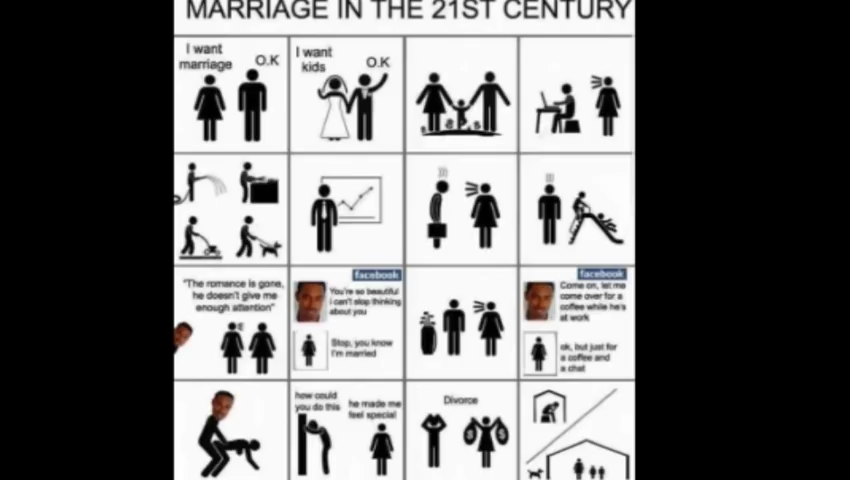 MARRIAGE IN THE 21ST CENTURY
I want
marriage
O.K
I want
kids
O.K
"The romance is gone,
he doesn't give me
enough attention"
facebook
You're so beautiful
i can't stop thinking
about you
Stop, you know
I'm married
facebook
Come on, let me
come over for a
coffee while he's
at work
ok, but just for
a coffee and
a chat
how could
you do this
he made me
feel special
Divorce
$ $